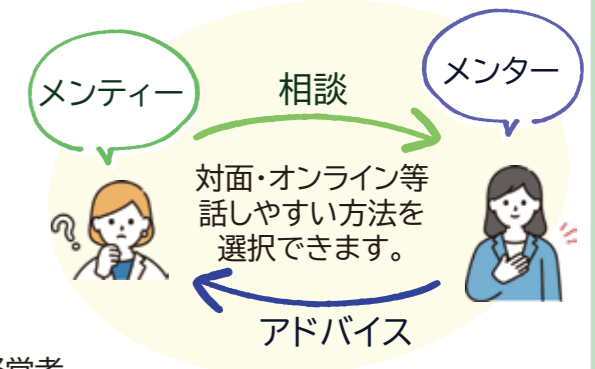 メンティー
メンター
相談
対面・オンライン等
話しやすい方法を
選択できます。
アドバイス